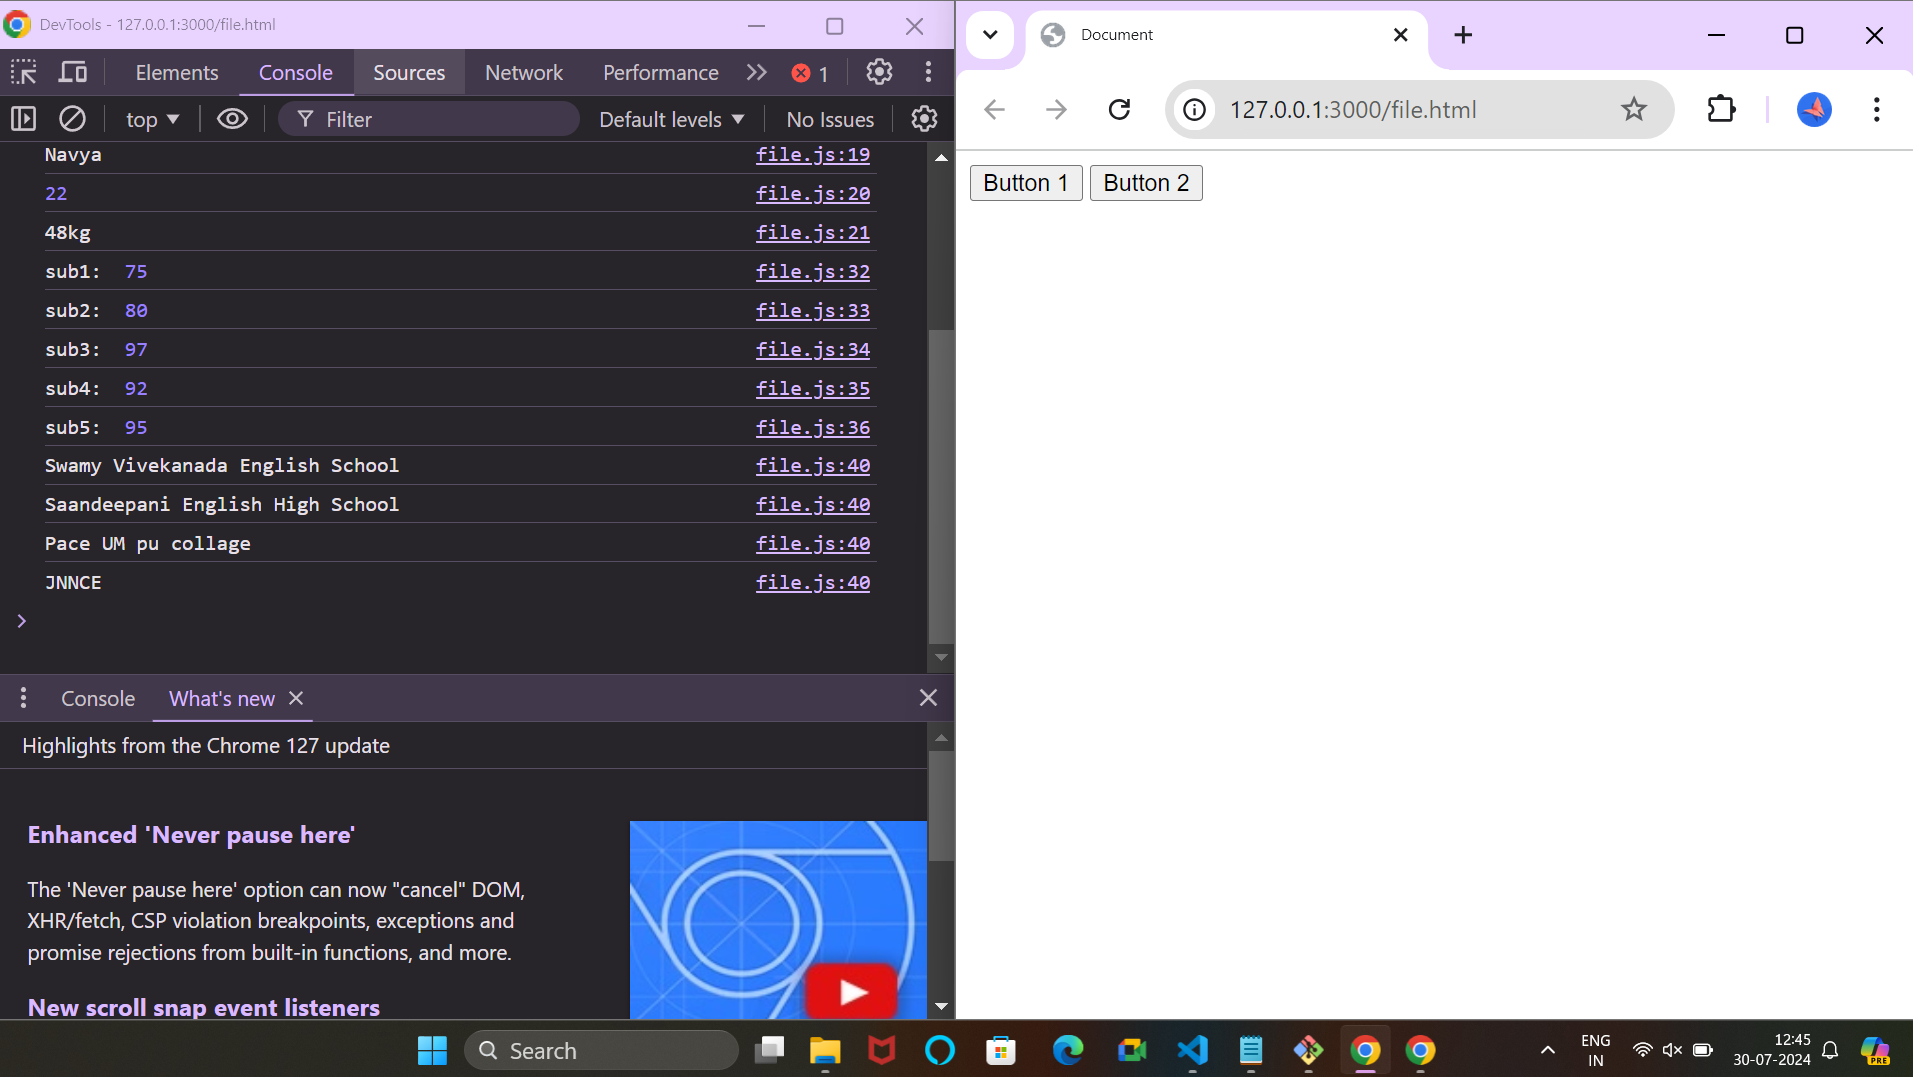 DevTools - 127.0.0.1:3000/file.html
Elements Console Sources Network Performance 1
top Filter Default levels No Issues
Navya file.js:19
22 file.js:20
48kg file.js:21
sub1: 75 file.js:32
sub2: 80 file.js:33
sub3: 97 file.js:34
sub4: 92 file.js:35
sub5: 95 file.js:36
Swamy Vivekanada English School file.js:40
Saandeepani English High School file.js:40
Pace UM pu collage file.js:40
JNNCE file.js:40
Console What's new
Highlights from the Chrome 127 update
Enhanced 'Never pause here'
The 'Never pause here' option can now "cancel" DOM,
XHR/fetch, CSP violation breakpoints, exceptions and
promise rejections from built-in functions, and more.
New scroll snap event listeners
Document
127.0.0.1:3000/file.html
Button 1 Button 2
Search
ENG
IN
12:45
30-07-2024
PRE